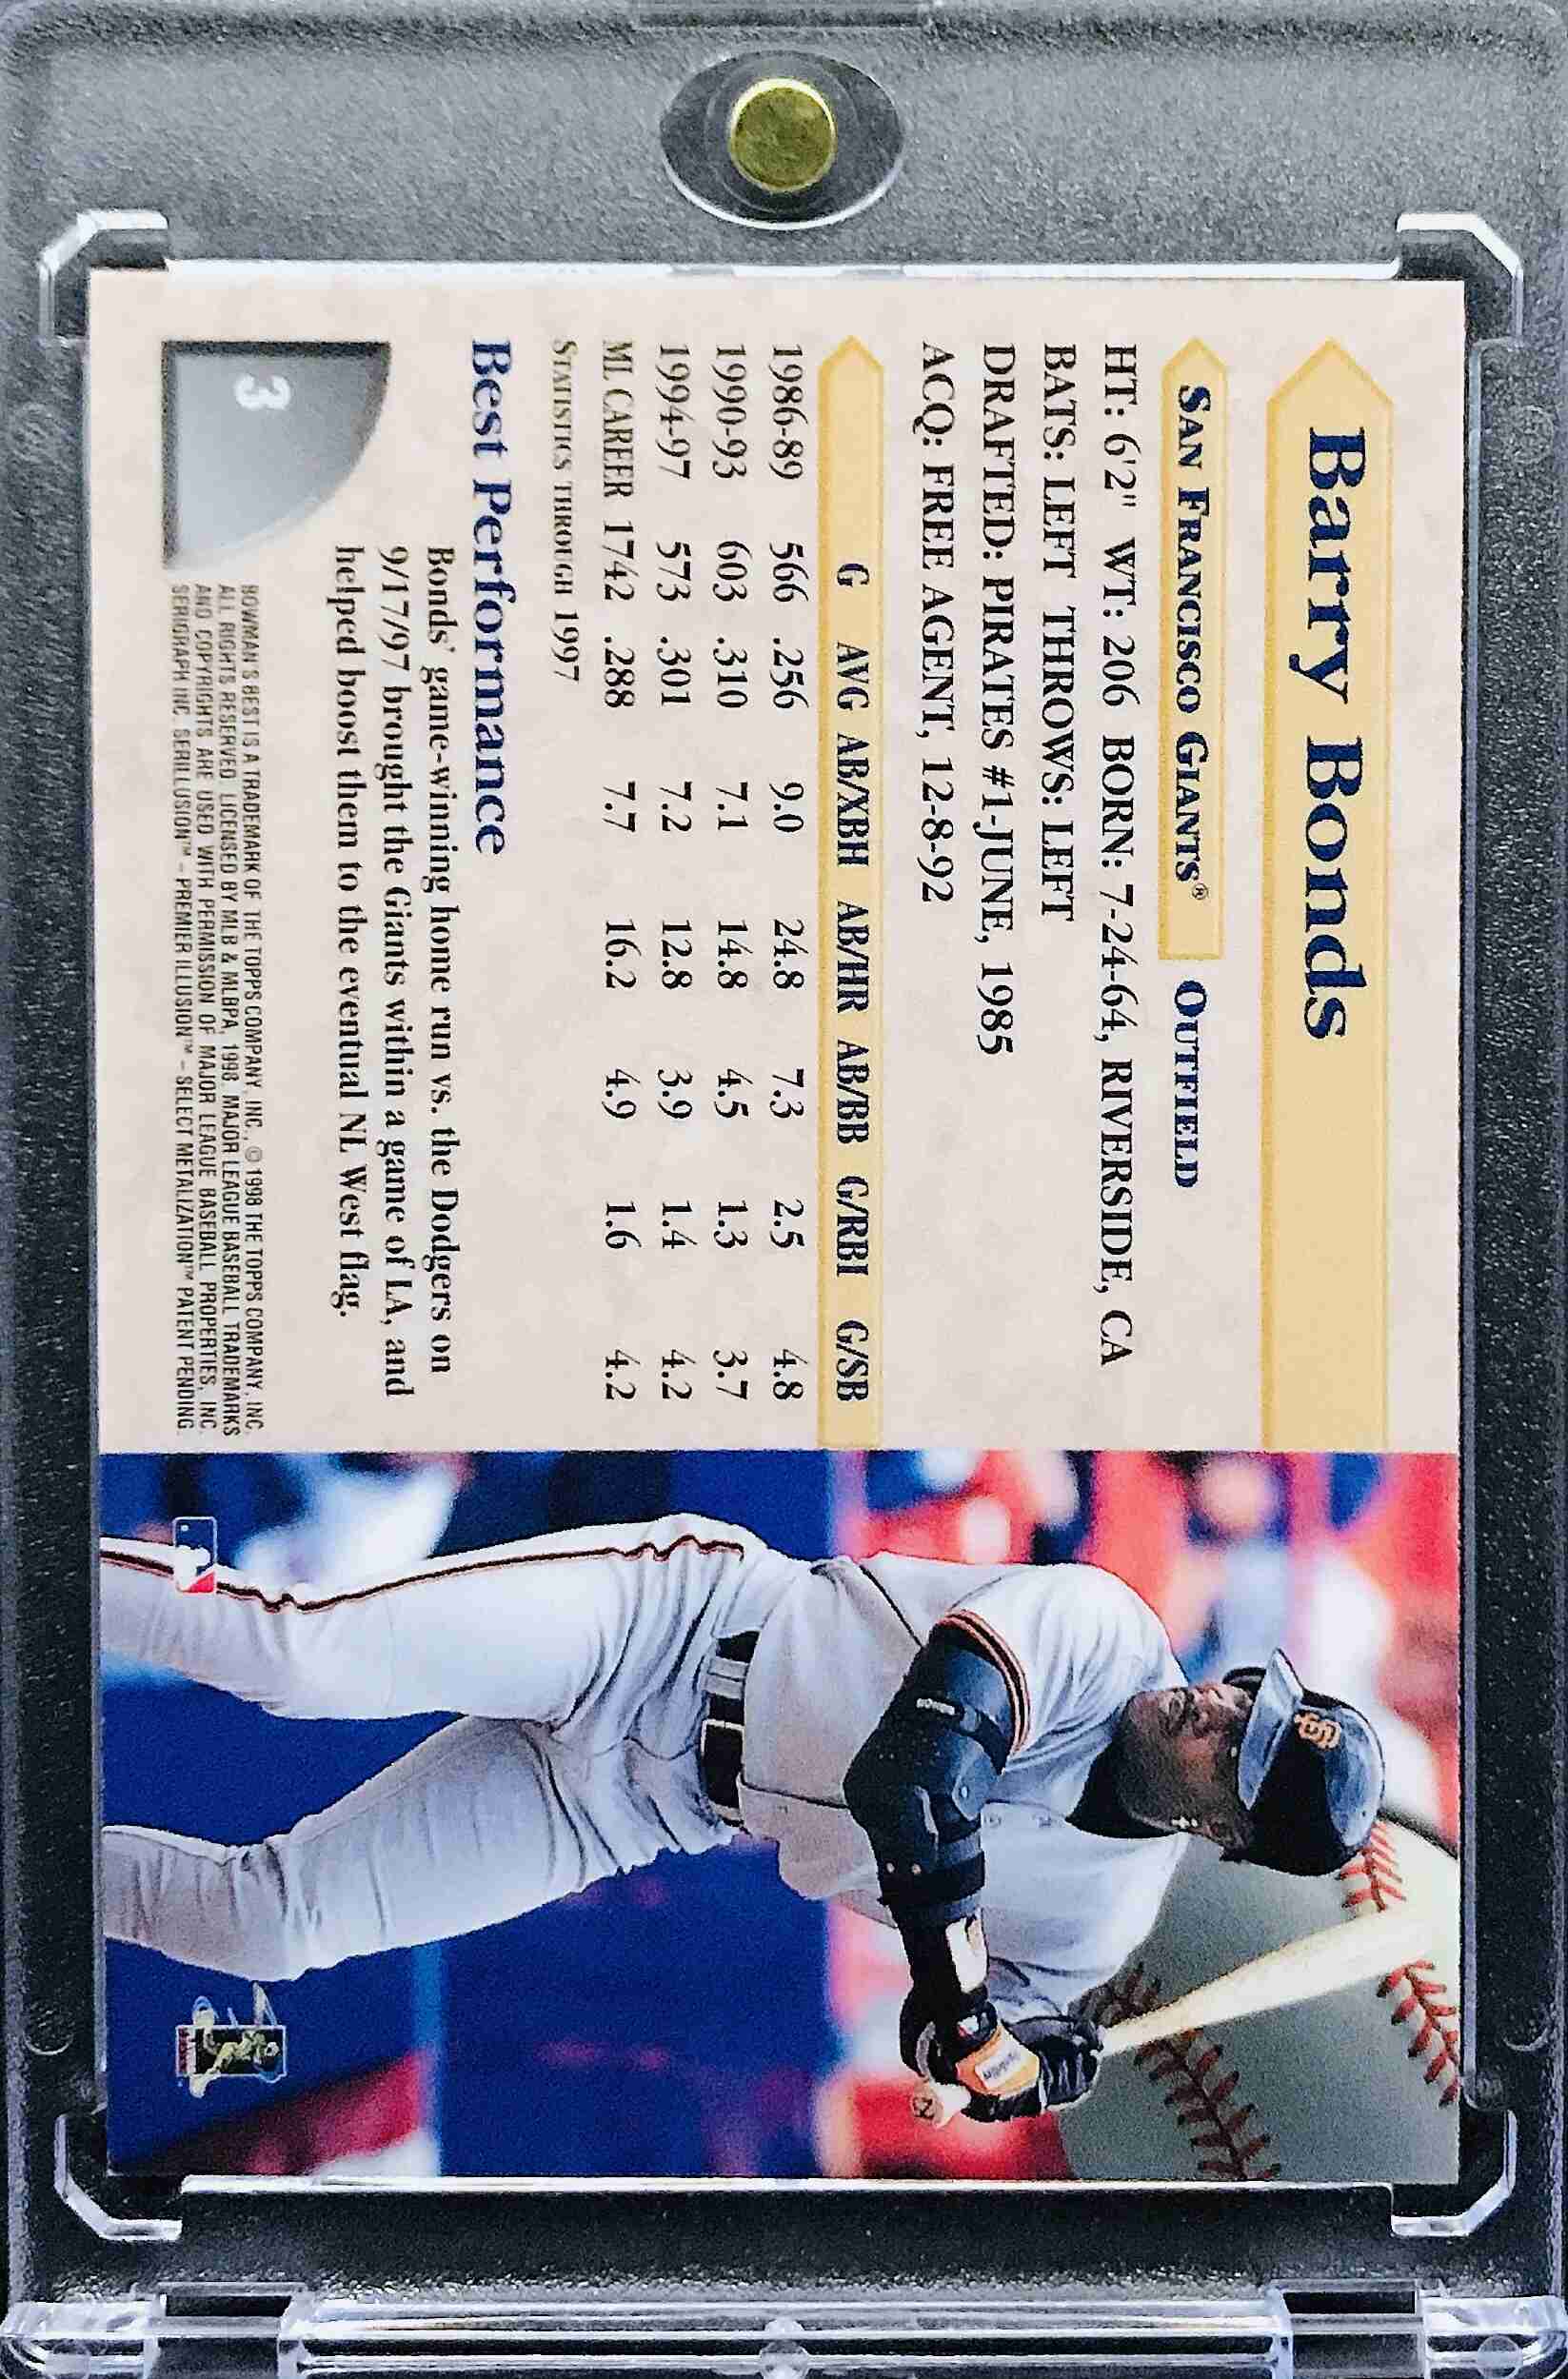 Barry Bonds
SAN FRANCISCO GIANTS® OUTFIELD
HT: 6'2" WT: 206 BORN: 7-24-64, RIVERSIDE, CA
BATS: LEFT THROWS: LEFT
DRAFTED: PIRATES #1-JUNE, 1985
ACQ: FREE AGENT, 12-8-92
G AVG AB/XBH AB/HR AB/BB G/RBI G/SB
1986-89 566 .256 9.0 24.8 7.3 2.5 4.8
1990-93 603 .310 7.1 14.8 4.5 1.3 3.7
1994-97 573 .301 7.2 12.8 3.9 1.4 4.2
ML CAREER 1742 .288 7.7 16.2 4.9 1.6 4.2
STATISTICS THROUGH 1997
Best Performance
Bonds' game-winning home run vs. the Dodgers on
9/17/97 brought the Giants within a game of LA, and
helped boost them to the eventual NL West flag.
3
BOWMAN'S BEST IS A TRADEMARK OF THE TOPPS COMPANY, INC., © 1998 THE TOPPS COMPANY, INC.
ALL RIGHTS RESERVED. LICENSED BY MLB & MLBPA, 1998. MAJOR LEAGUE BASEBALL TRADEMARKS
AND COPYRIGHTS ARE USED WITH PERMISSION OF MAJOR LEAGUE BASEBALL PROPERTIES, INC.
SERIGRAPH INC. SERILLUSION™ - PREMIER ILLUSION™ - SELECT METALIZATION™ PATENT PENDING
SF